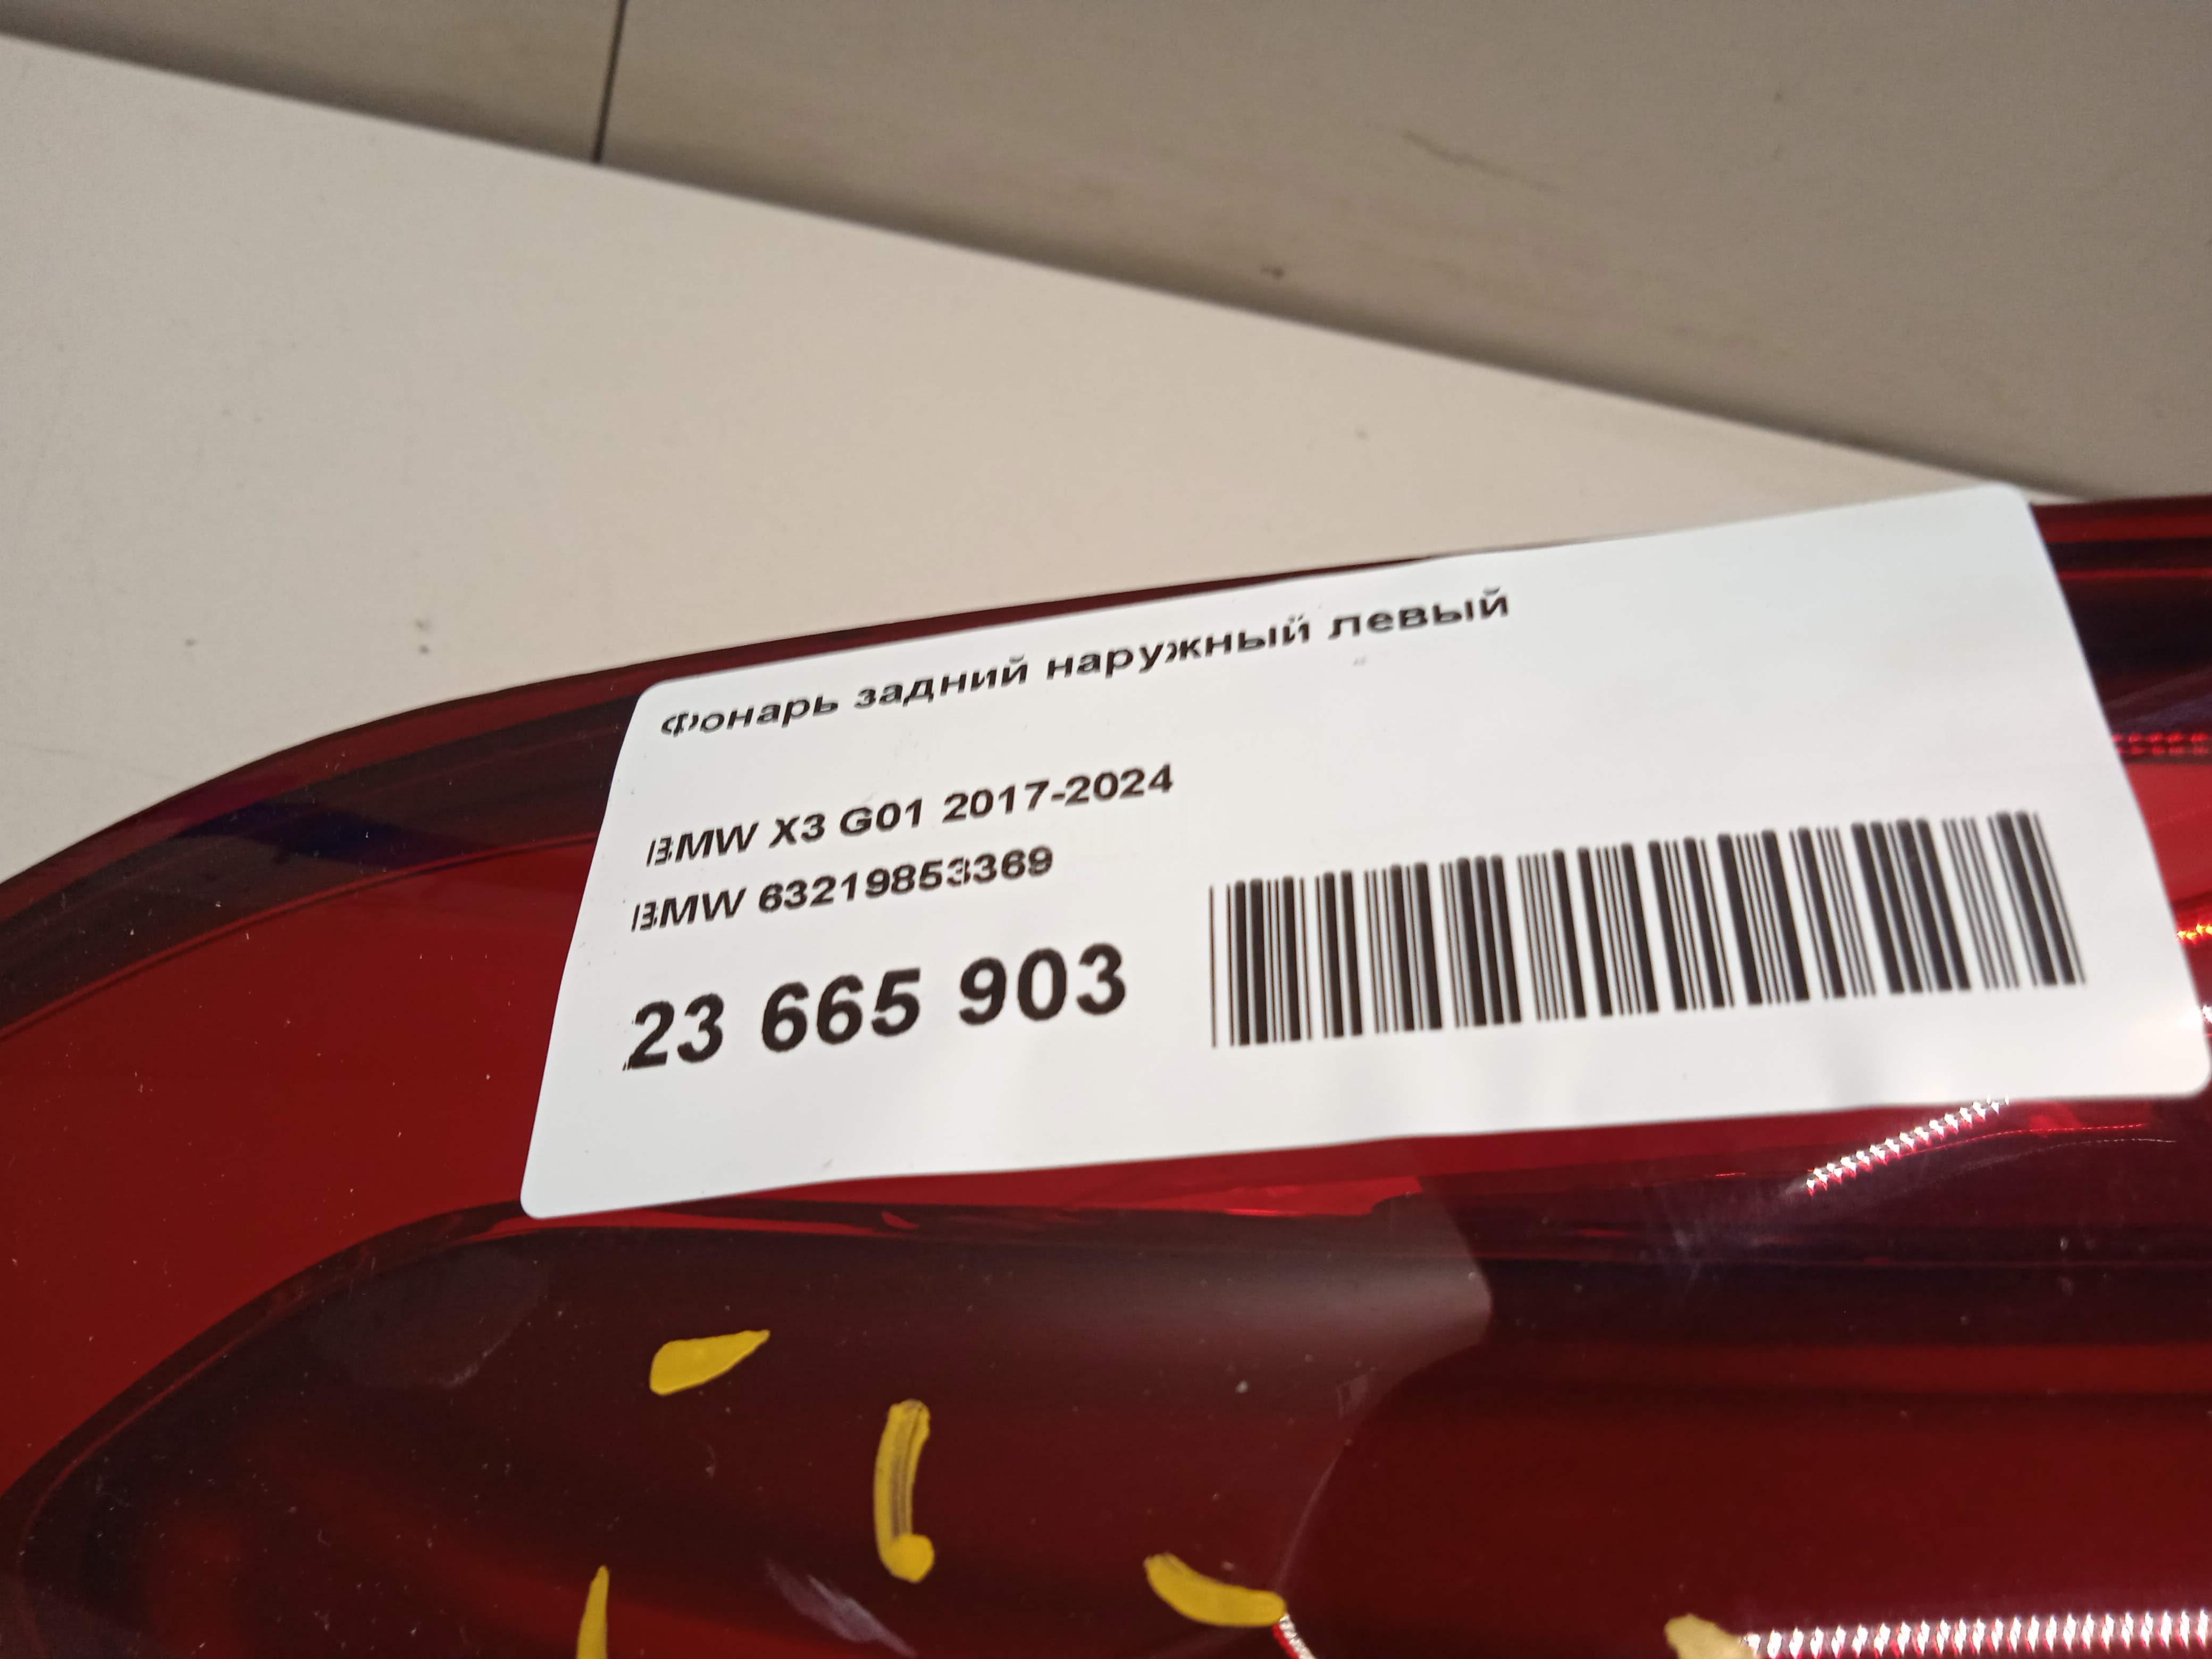 Фонарь задний наружный левый
BMW X3 G01 2017-2024
BMW 63219853369
23 665 903